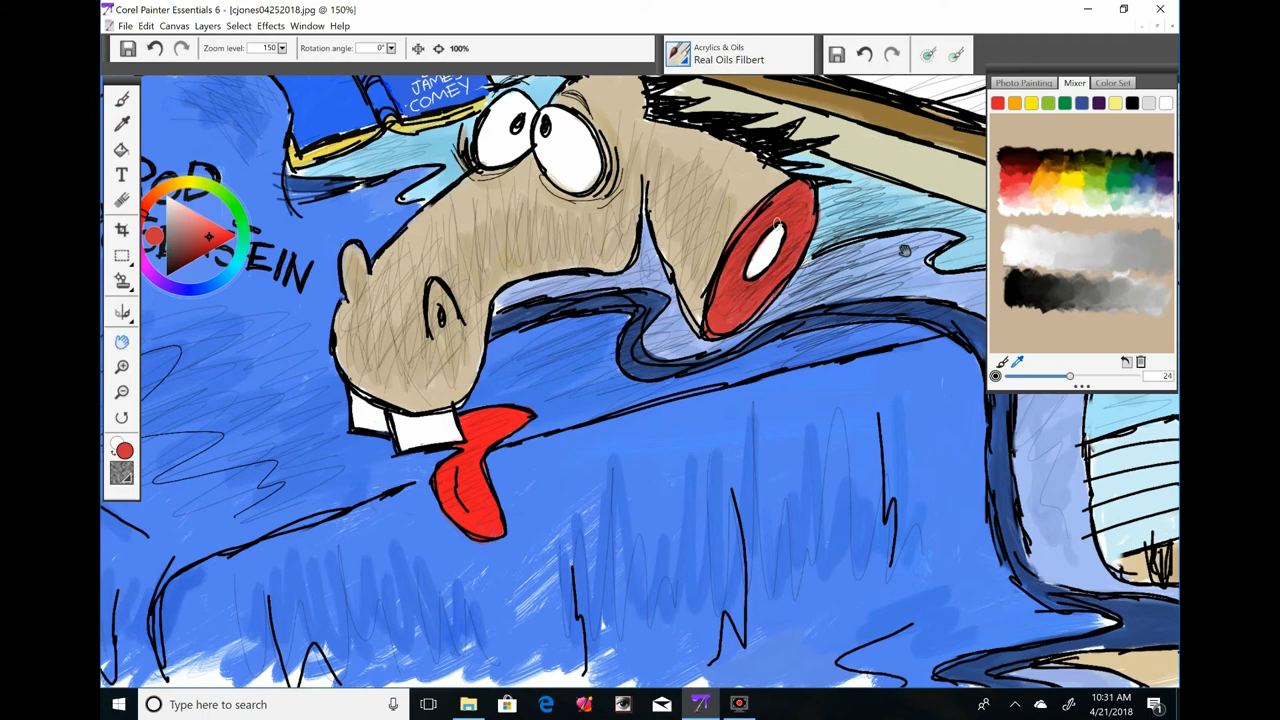 Corel Painter Essentials 6 - [cjones04252018.jpg @ 150%]
File Edit Canvas Layers Select Effects Window Help
Zoom level: 150 Rotation angle: 0° 100%
Acrylics & Oils
Real Oils Filbert
Photo Painting Mixer Color Set
JAMES
COMEY
24
Type here to search
10:31 AM
4/21/2018
1